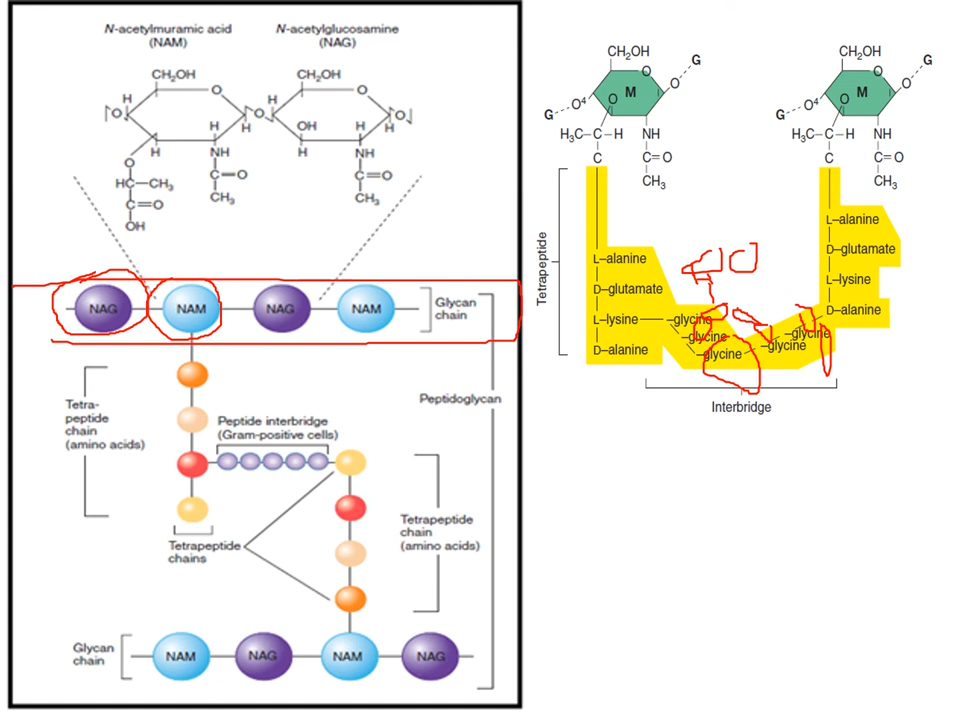 N-acetylmuramic acid
(NAM)
N-acetylglucosamine
(NAG)
CH₂OH
O
H
O
H
H
H
O
HC—CH₃
C=O
OH
NH
C=O
CH₃
O
CH₂OH
O
H
OH
H
H
H
O
NH
C=O
CH₃
NAG
NAM
NAG
NAM
Glycan
chain
Tetra-
peptide
chain
(amino acids)
Peptide interbridge
(Gram-positive cells)
Peptidoglycan
Tetrapeptide
chains
Tetrapeptide
chain
(amino acids)
Glycan
chain
NAM
NAG
NAM
NAG
CH₂OH
O
M
O
G
G
O⁴
O
H₃C—C—H
C
NH
C=O
CH₃
CH₂OH
O
M
O
G
G
O⁴
O
H₃C—C—H
C
NH
C=O
CH₃
Tetrapeptide
L–alanine
D–glutamate
L–lysine
D–alanine
–glycine
–glycine
–glycine
–glycine
–glycine
L–alanine
D–glutamate
L–lysine
D–alanine
Interbridge